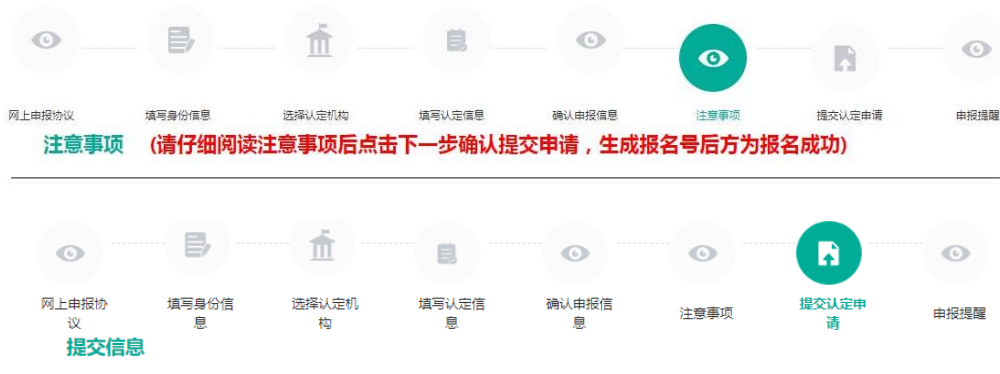 网上申报协议 填写身份信息 选择认定机构 填写认定信息 确认申报信息 注意事项 提交认定申请 申报提醒
注意事项 (请仔细阅读注意事项后点击下一步确认提交申请，生成报名号后方为报名成功)
网上申报协 填写身份信 选择认定机 填写认定信 确认申报信 注意事项 提交认定申 申报提醒
议 息 构 息 息 请
提交信息